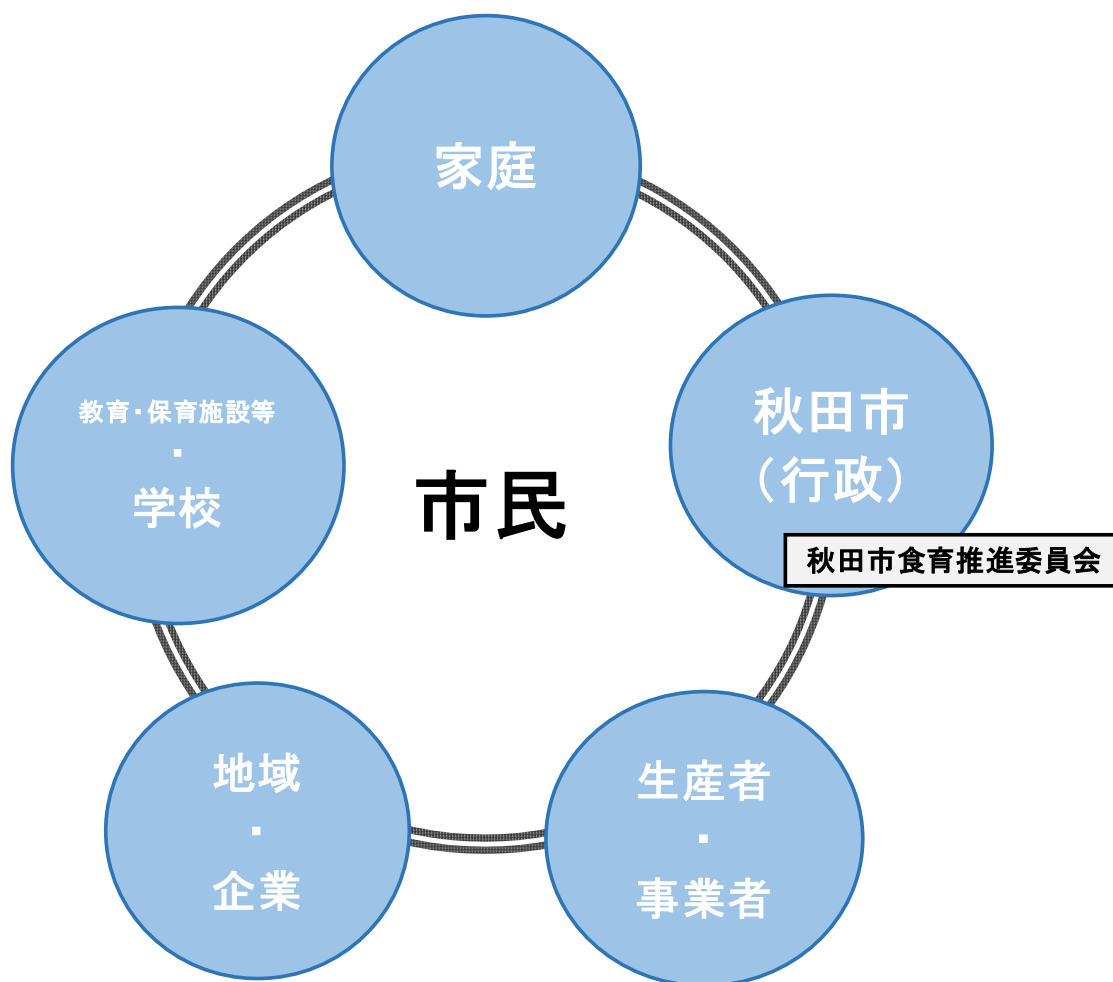 家庭
教育・保育施設等
・
学校
市民
秋田市
（行政）
秋田市食育推進委員会
地域
・
企業
生産者
・
事業者